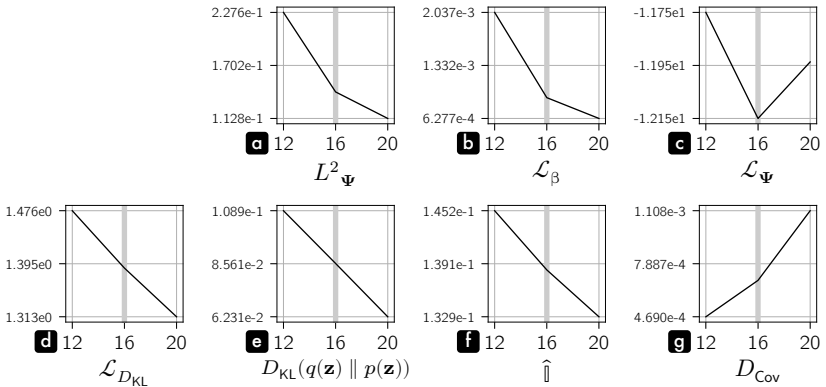 2.276e-1 2.037e-3 -1.175e1
1.702e-1 1.332e-3 -1.195e1
1.128e-1 6.277e-4 -1.215e1
a 12 16 20 b 12 16 20 c 12 16 20
L²_Ψ ℒ_β ℒ_Ψ
1.476e0 1.089e-1 1.452e-1 1.108e-3
1.395e0 8.561e-2 1.391e-1 7.887e-4
1.313e0 6.231e-2 1.329e-1 4.690e-4
d 12 16 20 e 12 16 20 f 12 16 20 g 12 16 20
ℒ_{D_KL} D_KL(q(𝐳) ∥ p(𝐳)) 𝕀̂ D_Cov